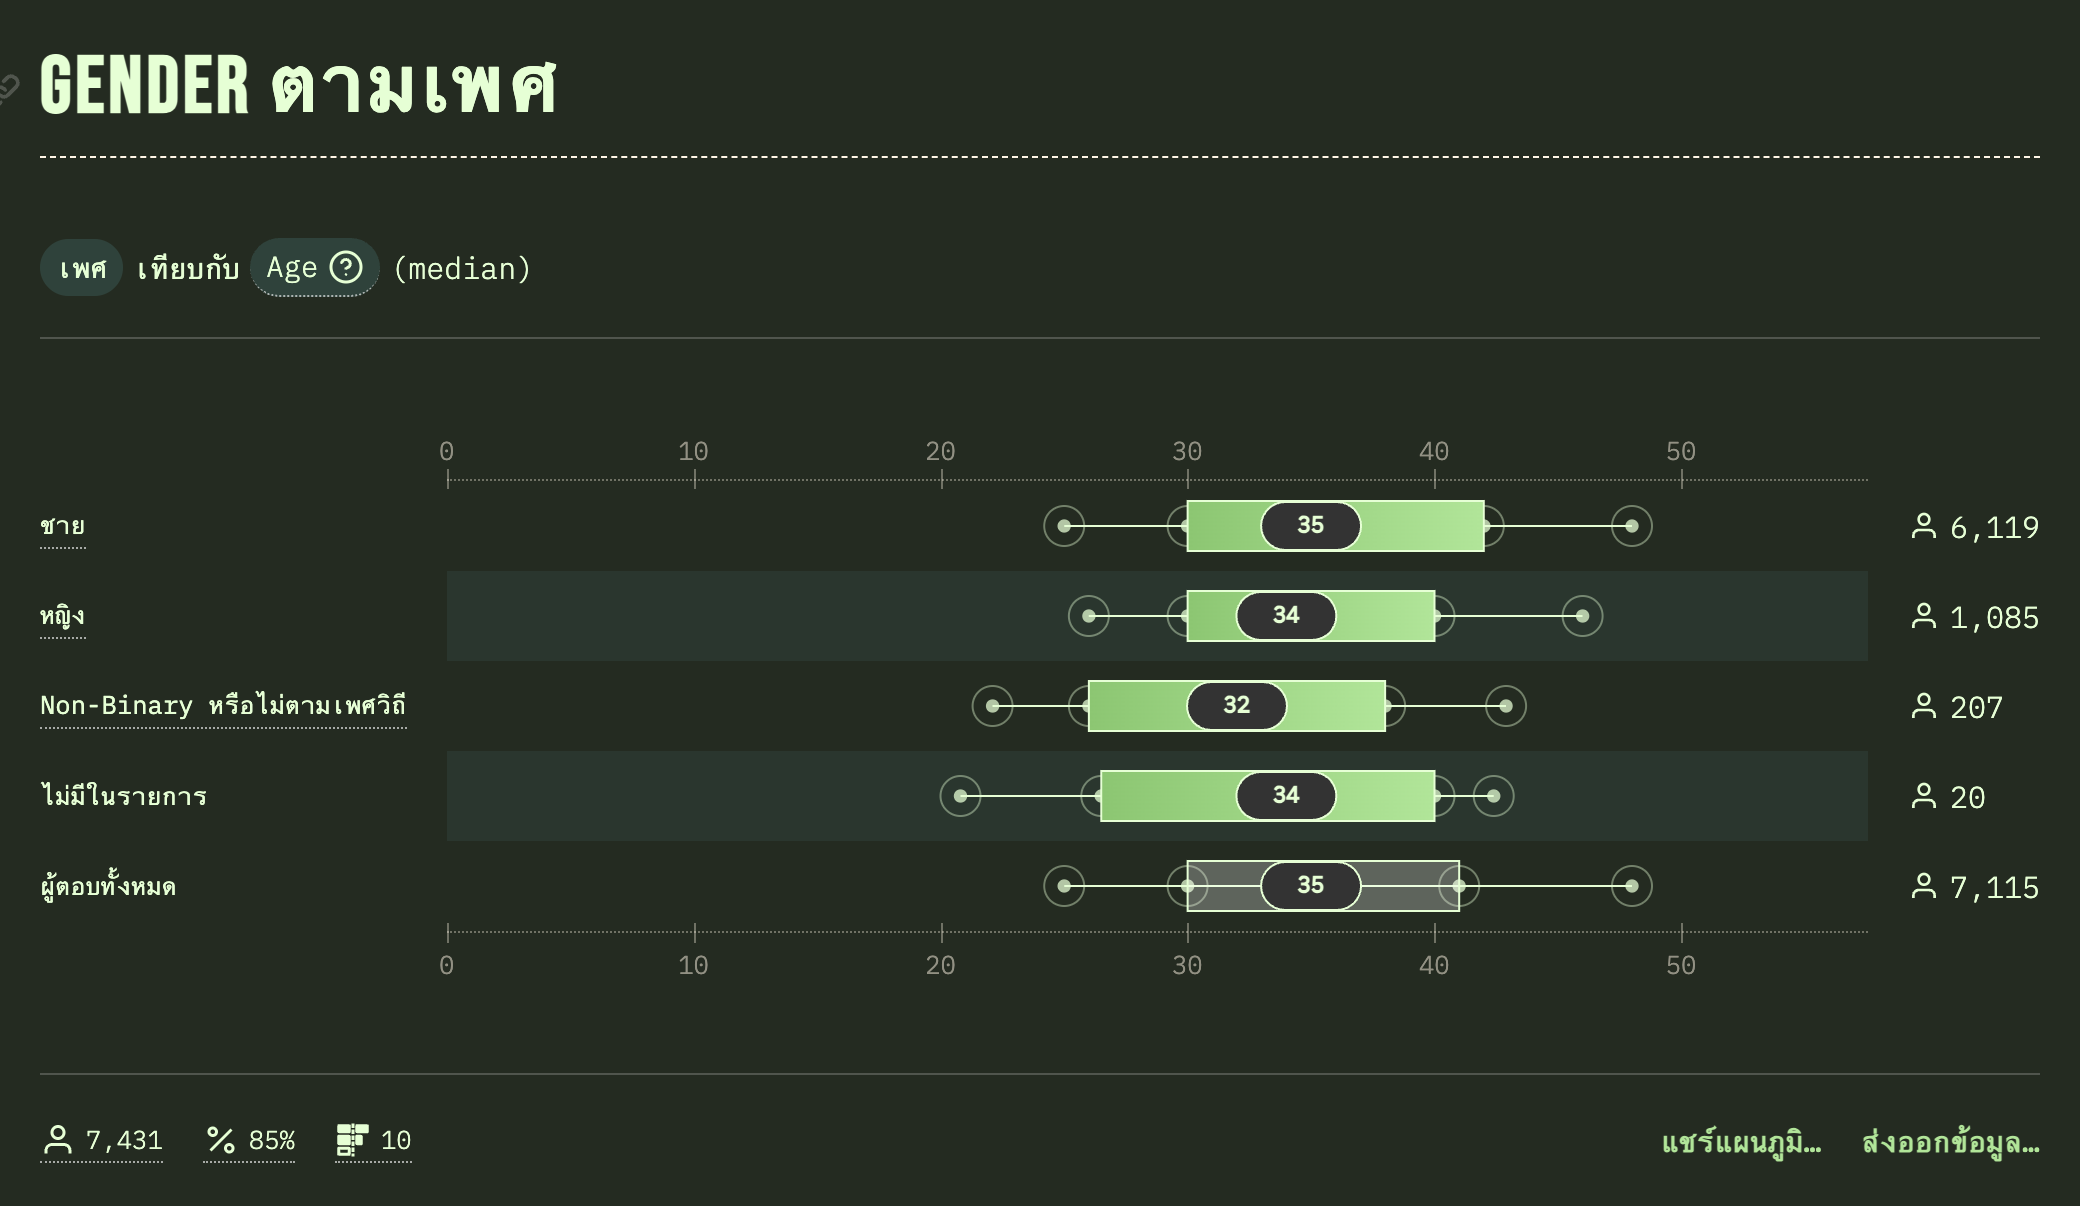 GENDER ตามเพศ
เพศ เทียบกับ Age (median)
0 10 20 30 40 50
ชาย 35 6,119
หญิง 34 1,085
Non-Binary หรือไม่ตามเพศวิถี 32 207
ไม่มีในรายการ 34 20
ผู้ตอบทั้งหมด 35 7,115
0 10 20 30 40 50
7,431 85% 10 แชร์แผนภูมิ… ส่งออกข้อมูล…